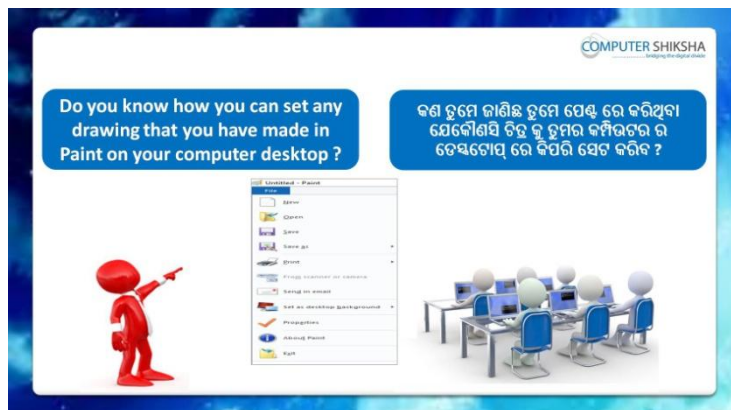 COMPUTER SHIKSHA
...bridging the digital divide
Do you know how you can set any
drawing that you have made in
Paint on your computer desktop ?
କଣ ତୁମେ ଜାଣିଛ ତୁମେ ପେଣ୍ଟ ରେ କରିଥିବା
ଯେକୌଣସି ଚିତ୍ର କୁ ତୁମର କମ୍ପିଉଟର ର
ଡେସ୍କଟୋପ୍ ରେ କିପରି ସେଟ କରିବ ?
Untitled - Paint
File
New
Open
Save
Save as
Print
From scanner or camera
Send in email
Set as desktop background
Properties
About Paint
Exit